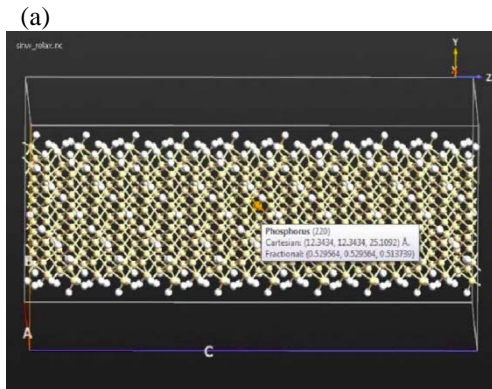 (a)
sinw_relax.nc
Y
X
Z
Phosphorus (220)
Cartesian: (12.3434, 12.3434, 25.1092) Å
Fractional: (0.529564, 0.529564, 0.513739)
A
C